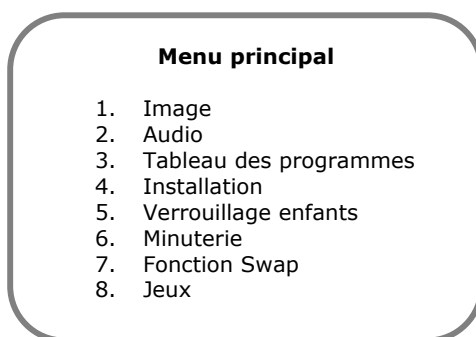 Menu principal
1. Image
2. Audio
3. Tableau des programmes
4. Installation
5. Verrouillage enfants
6. Minuterie
7. Fonction Swap
8. Jeux